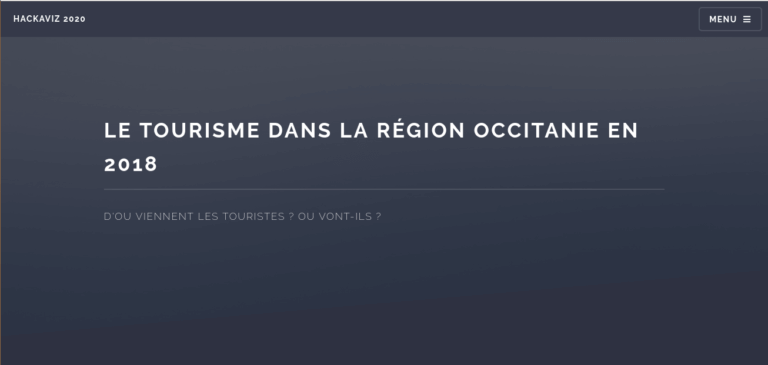 HACKAVIZ 2020
MENU
LE TOURISME DANS LA RÉGION OCCITANIE EN
2018
D'OU VIENNENT LES TOURISTES ? OU VONT-ILS ?